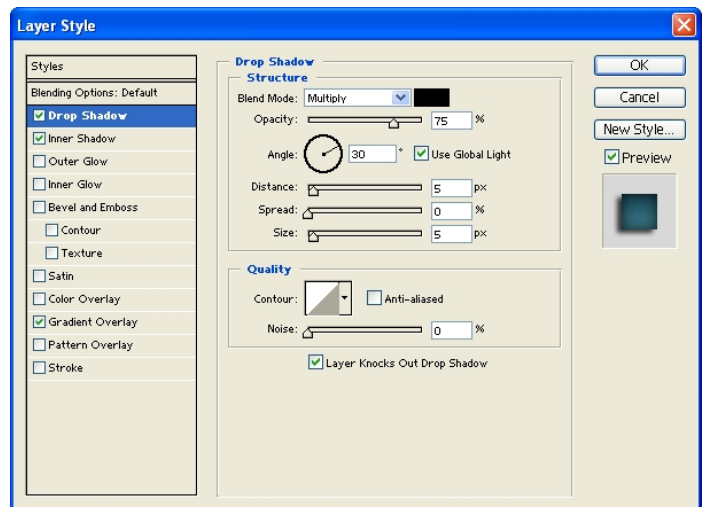 Layer Style
Styles
Blending Options: Default
Drop Shadow
Inner Shadow
Outer Glow
Inner Glow
Bevel and Emboss
Contour
Texture
Satin
Color Overlay
Gradient Overlay
Pattern Overlay
Stroke
Drop Shadow
Structure
Blend Mode: Multiply
Opacity: 75 %
Angle: 30 ° Use Global Light
Distance: 5 px
Spread: 0 %
Size: 5 px
Quality
Contour: Anti-aliased
Noise: 0 %
Layer Knocks Out Drop Shadow
OK
Cancel
New Style...
Preview